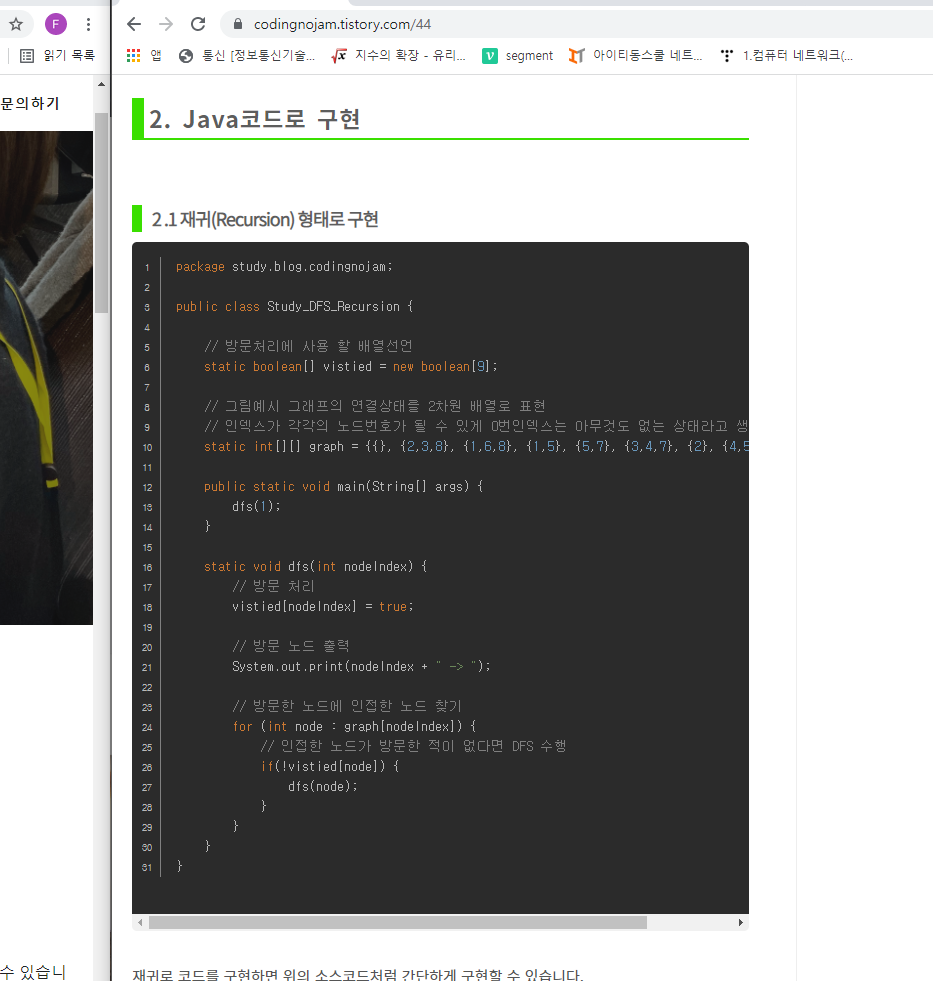 F
codingnojam.tistory.com/44
읽기 목록
앱
통신 [정보통신기술...
지수의 확장 - 유리...
segment
아이티동스쿨 네트...
1.컴퓨터 네트워크(...
문의하기
2. Java코드로 구현
2.1 재귀(Recursion) 형태로 구현
1 package study.blog.codingnojam;
2
3 public class Study_DFS_Recursion {
4
5 // 방문처리에 사용 할 배열선언
6 static boolean[] vistied = new boolean[9];
7
8 // 그림예시 그래프의 연결상태를 2차원 배열로 표현
9 // 인덱스가 각각의 노드번호가 될 수 있게 0번인덱스는 아무것도 없는 상태라고 생
10 static int[][] graph = {{}, {2,3,8}, {1,6,8}, {1,5}, {5,7}, {3,4,7}, {2}, {4,5
11
12 public static void main(String[] args) {
13 dfs(1);
14 }
15
16 static void dfs(int nodeIndex) {
17 // 방문 처리
18 vistied[nodeIndex] = true;
19
20 // 방문 노드 출력
21 System.out.print(nodeIndex + " -> ");
22
23 // 방문한 노드에 인접한 노드 찾기
24 for (int node : graph[nodeIndex]) {
25 // 인접한 노드가 방문한 적이 없다면 DFS 수행
26 if(!vistied[node]) {
27 dfs(node);
28 }
29 }
30 }
31 }
수 있습니
재귀로 코드를 구현하면 위의 소스코드처럼 간단하게 구현할 수 있습니다.